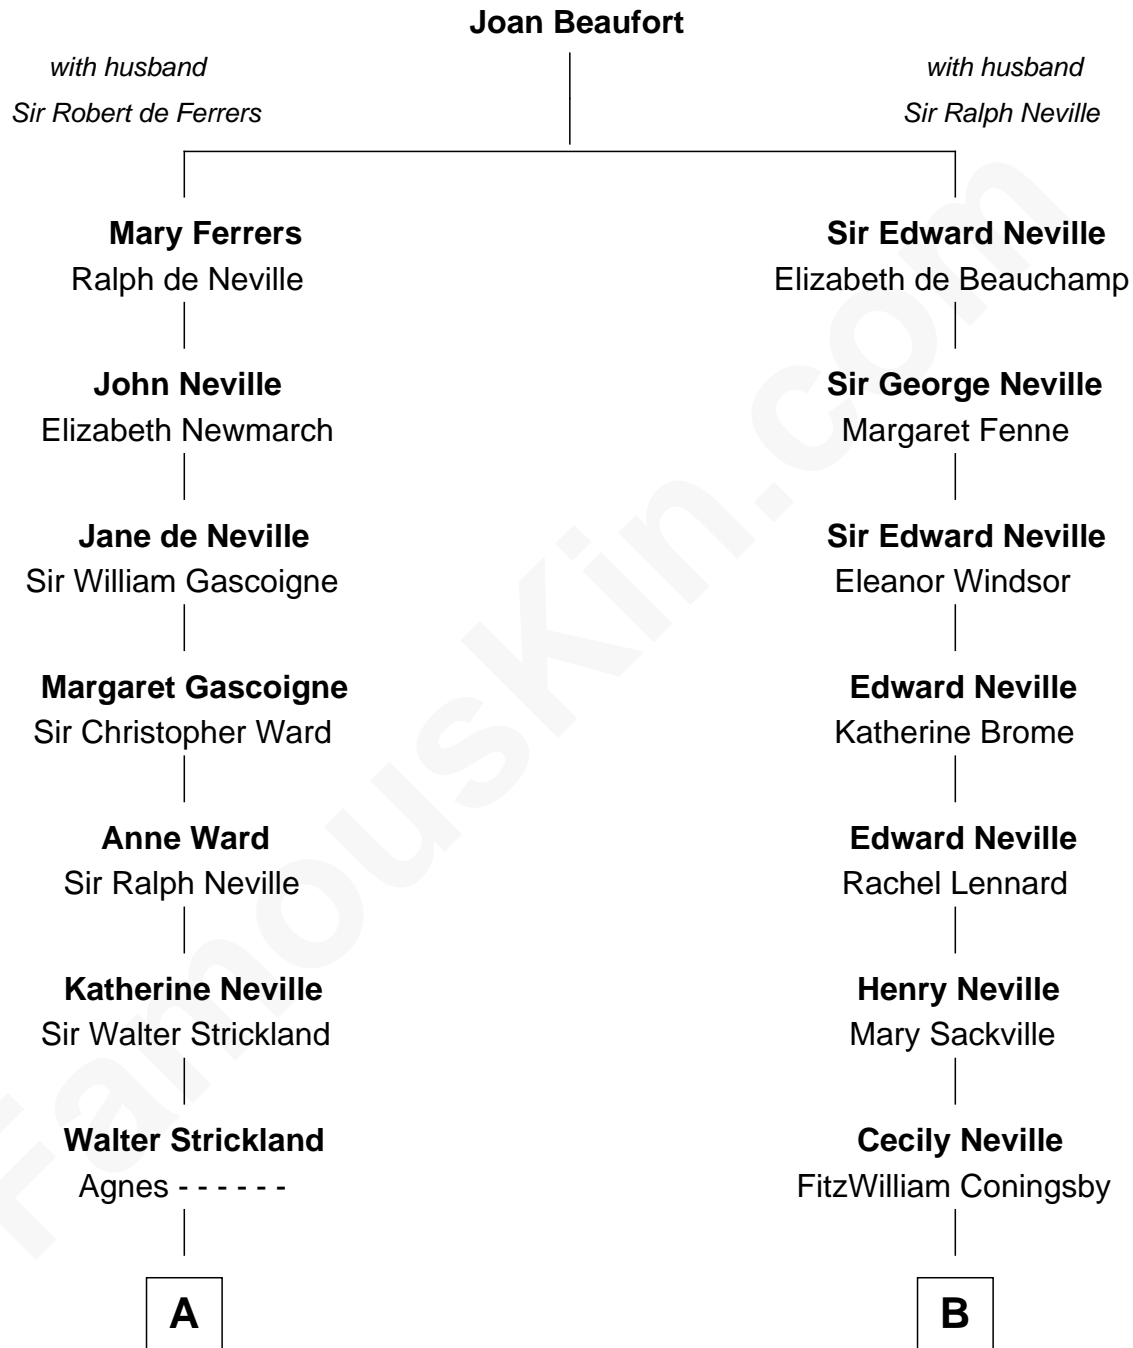 Joan Beaufort
with husband
Sir Robert de Ferrers
with husband
Sir Ralph Neville
Mary Ferrers
Ralph de Neville
Sir Edward Neville
Elizabeth de Beauchamp
John Neville
Elizabeth Newmarch
Sir George Neville
Margaret Fenne
Jane de Neville
Sir William Gascoigne
Sir Edward Neville
Eleanor Windsor
Margaret Gascoigne
Sir Christopher Ward
Edward Neville
Katherine Brome
Anne Ward
Sir Ralph Neville
Edward Neville
Rachel Lennard
Katherine Neville
Sir Walter Strickland
Henry Neville
Mary Sackville
Walter Strickland
Agnes - - - - - -
Cecily Neville
FitzWilliam Coningsby
A
B
FamousKin.com